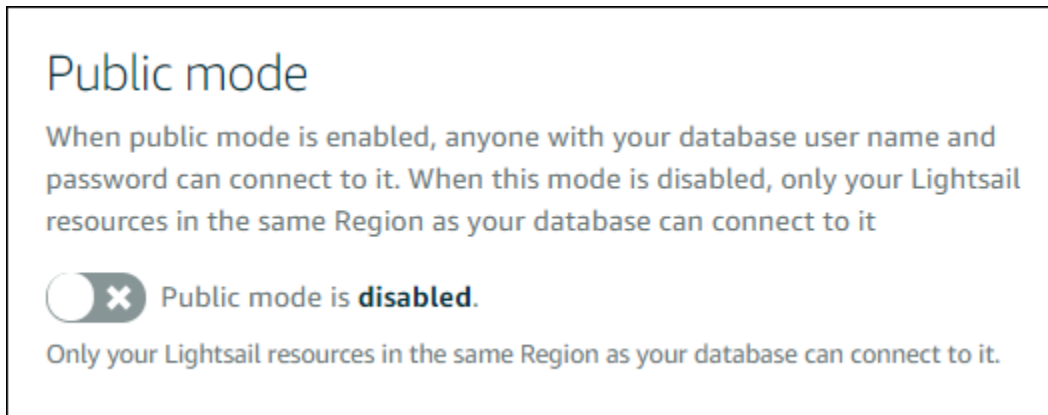 Public mode
When public mode is enabled, anyone with your database user name and
password can connect to it. When this mode is disabled, only your Lightsail
resources in the same Region as your database can connect to it
Public mode is disabled.
Only your Lightsail resources in the same Region as your database can connect to it.